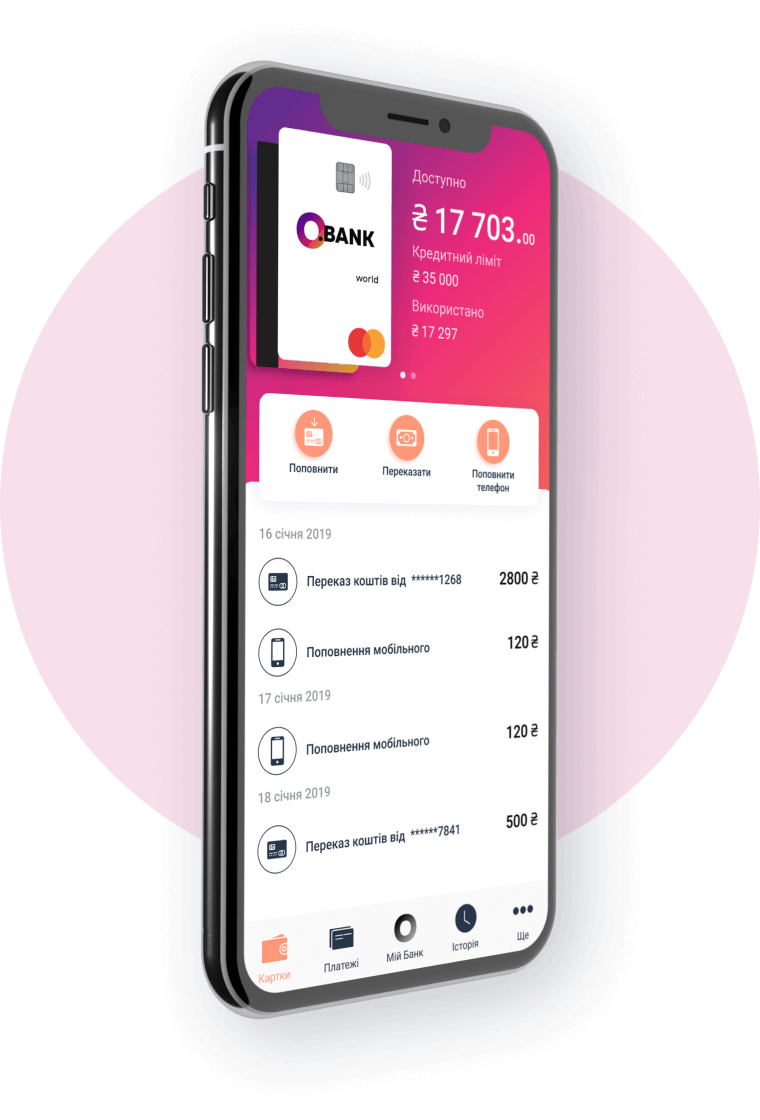 O.BANK
world
Доступно
₴ 17 703.00
Кредитний ліміт
₴ 35 000
Використано
₴ 17 297
Поповнити
Переказати
Поповнити
телефон
16 січня 2019
Переказ коштів від ******1268 2800 ₴
Поповнення мобільного 120 ₴
17 січня 2019
Поповнення мобільного 120 ₴
18 січня 2019
Переказ коштів від ******7841 500 ₴
Картки
Платежі
Мій Банк
Історія
Ще